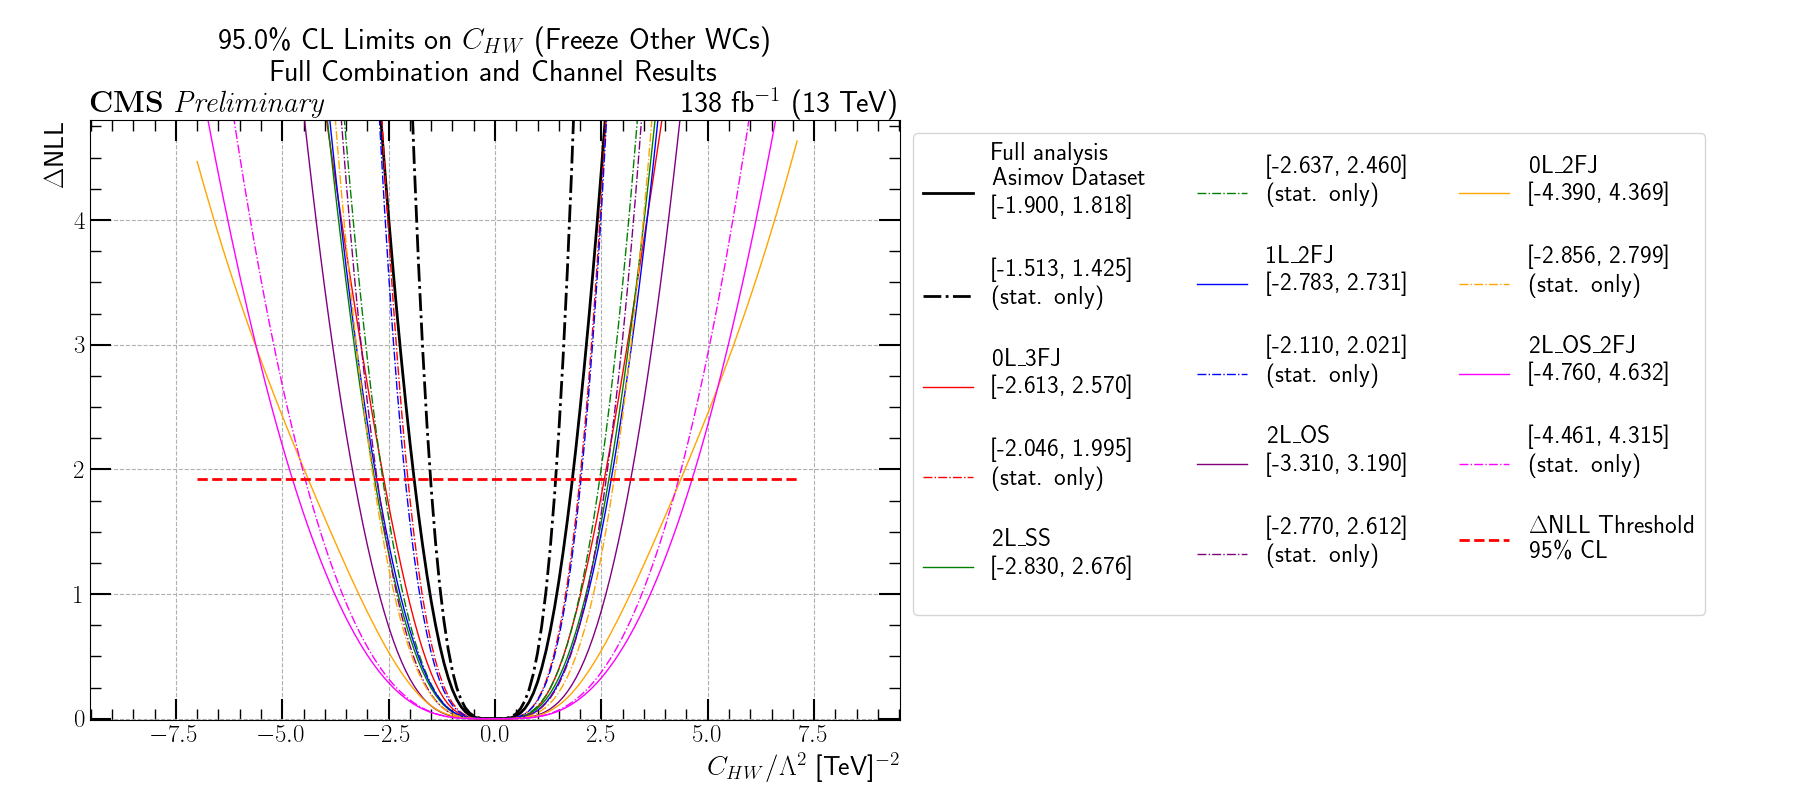 95.0% CL Limits on C_{HW} (Freeze Other WCs)
Full Combination and Channel Results
CMS Preliminary
138 fb^{-1} (13 TeV)
ΔNLL
4
3
2
1
0
−7.5
−5.0
−2.5
0.0
2.5
5.0
7.5
C_{HW}/Λ^2 [TeV]^{-2}
Full analysis
Asimov Dataset
[-1.900, 1.818]
[-1.513, 1.425]
(stat. only)
0L_3FJ
[-2.613, 2.570]
[-2.046, 1.995]
(stat. only)
2L_SS
[-2.830, 2.676]
[-2.637, 2.460]
(stat. only)
1L_2FJ
[-2.783, 2.731]
[-2.110, 2.021]
(stat. only)
2L_OS
[-3.310, 3.190]
[-2.770, 2.612]
(stat. only)
0L_2FJ
[-4.390, 4.369]
[-2.856, 2.799]
(stat. only)
2L_OS_2FJ
[-4.760, 4.632]
[-4.461, 4.315]
(stat. only)
ΔNLL Threshold
95% CL